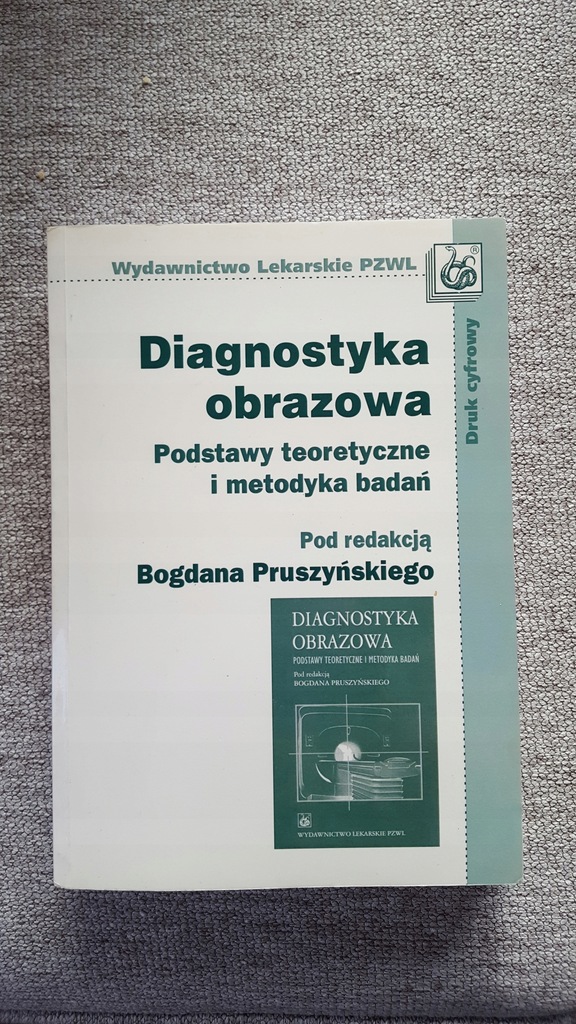 Wydawnictwo Lekarskie PZWL
®
Druk cyfrowy
Diagnostyka
obrazowa
Podstawy teoretyczne
i metodyka badań
Pod redakcją
Bogdana Pruszyńskiego
DIAGNOSTYKA
OBRAZOWA
PODSTAWY TEORETYCZNE I METODYKA BADAŃ
Pod redakcją
BOGDANA PRUSZYŃSKIEGO
WYDAWNICTWO LEKARSKIE PZWL